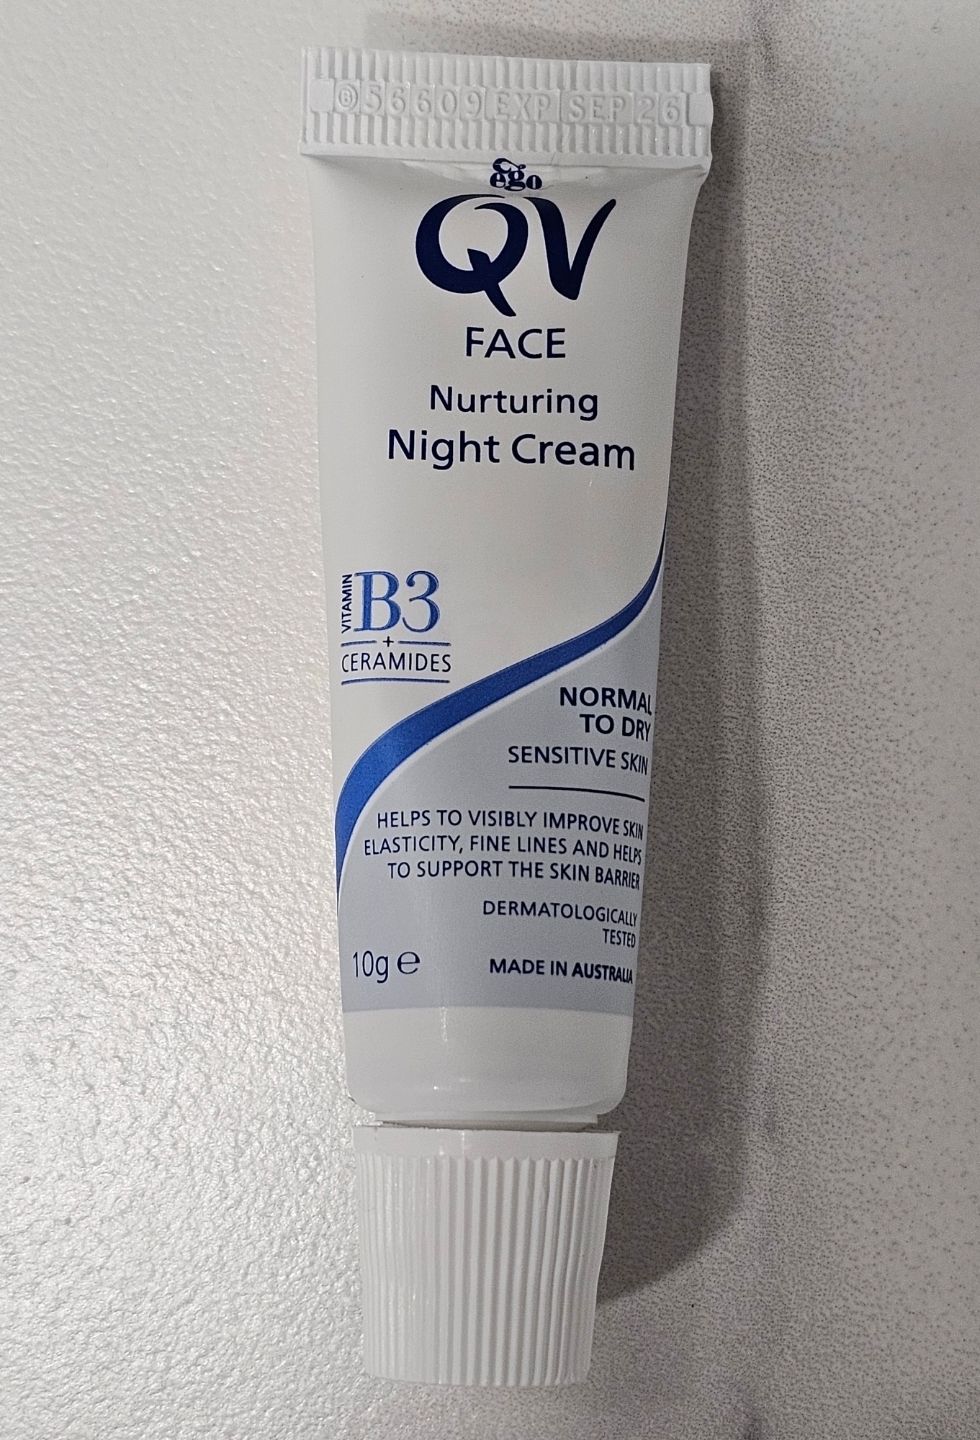 Ⓑ56609 EXP SEP 26
ego
QV
FACE
Nurturing
Night Cream
VITAMIN
B3
+
CERAMIDES
NORMAL
TO DRY
SENSITIVE SKIN
HELPS TO VISIBLY IMPROVE SKIN
ELASTICITY, FINE LINES AND HELPS
TO SUPPORT THE SKIN BARRIER
DERMATOLOGICALLY
TESTED
10g ℮
MADE IN AUSTRALIA